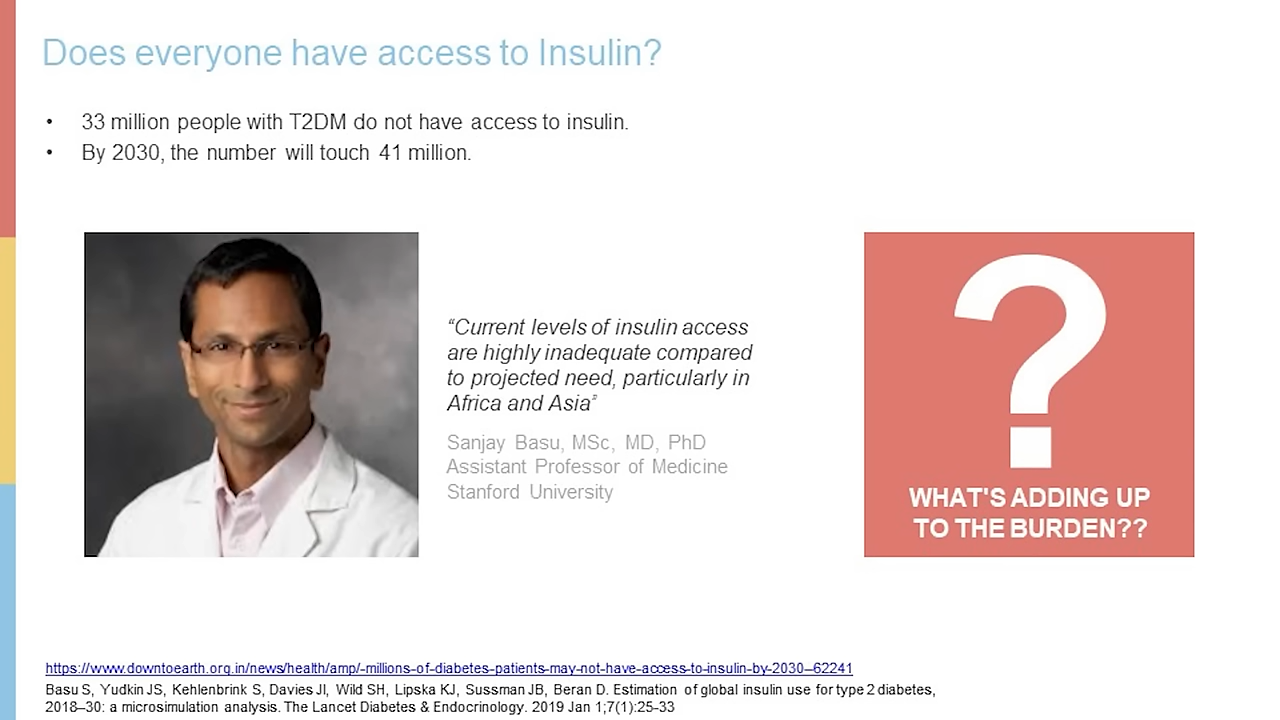 Does everyone have access to Insulin?
• 33 million people with T2DM do not have access to insulin.
• By 2030, the number will touch 41 million.
“Current levels of insulin access
are highly inadequate compared
to projected need, particularly in
Africa and Asia”
Sanjay Basu, MSc, MD, PhD
Assistant Professor of Medicine
Stanford University
?
WHAT'S ADDING UP
TO THE BURDEN??
https://www.downtoearth.org.in/news/health/amp/-millions-of-diabetes-patients-may-not-have-access-to-insulin-by-2030--62241
Basu S, Yudkin JS, Kehlenbrink S, Davies JI, Wild SH, Lipska KJ, Sussman JB, Beran D. Estimation of global insulin use for type 2 diabetes,
2018–30: a microsimulation analysis. The Lancet Diabetes & Endocrinology. 2019 Jan 1;7(1):25-33